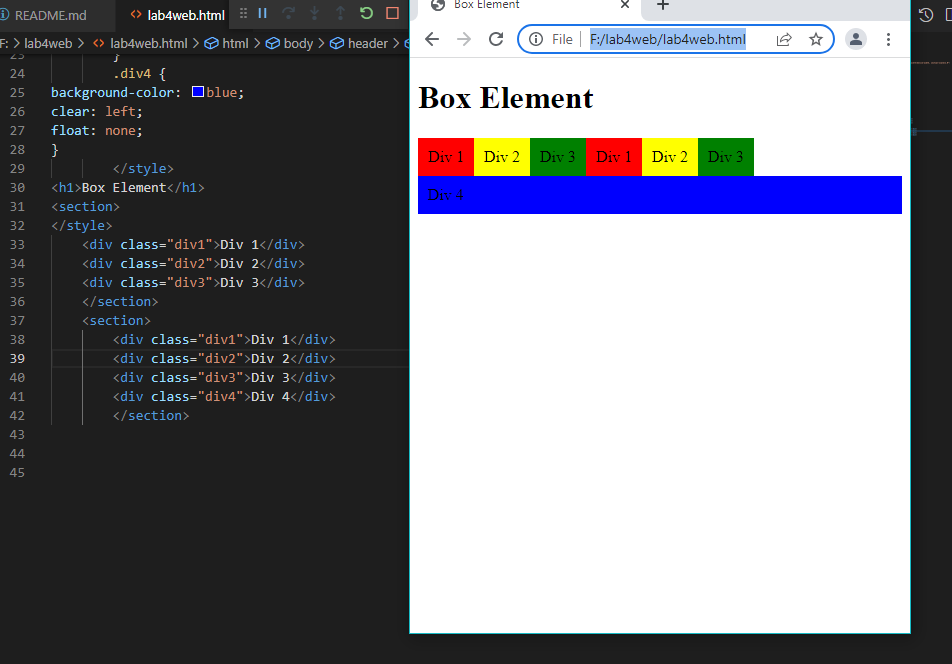 README.md
lab4web.html
F: > lab4web > lab4web.html > html > body > header >
23 }
24 .div4 {
25 background-color: blue;
26 clear: left;
27 float: none;
28 }
29 </style>
30 <h1>Box Element</h1>
31 <section>
32 </style>
33 <div class="div1">Div 1</div>
34 <div class="div2">Div 2</div>
35 <div class="div3">Div 3</div>
36 </section>
37 <section>
38 <div class="div1">Div 1</div>
39 <div class="div2">Div 2</div>
40 <div class="div3">Div 3</div>
41 <div class="div4">Div 4</div>
42 </section>
43
44
45
Box Element
File
F:/lab4web/lab4web.html
Box Element
Div 1 Div 2 Div 3 Div 1 Div 2 Div 3
Div 4